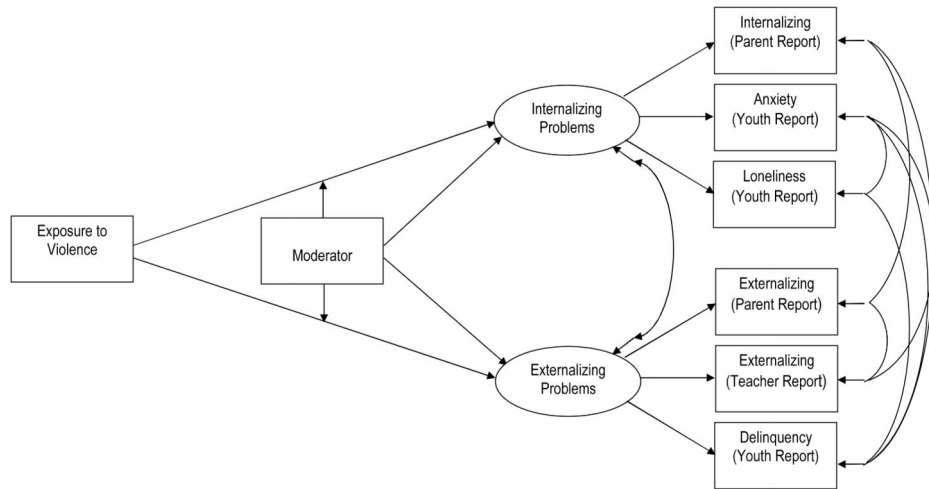 Internalizing
(Parent Report)
Anxiety
(Youth Report)
Internalizing
Problems
Loneliness
(Youth Report)
Exposure to
Violence
Moderator
Externalizing
(Parent Report)
Externalizing
(Teacher Report)
Externalizing
Problems
Delinquency
(Youth Report)